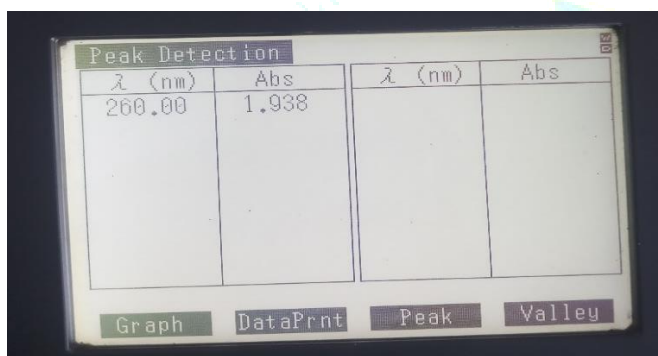 Peak Detection
λ (nm) Abs λ (nm) Abs
260.00 1.938
Graph DataPrnt Peak Valley